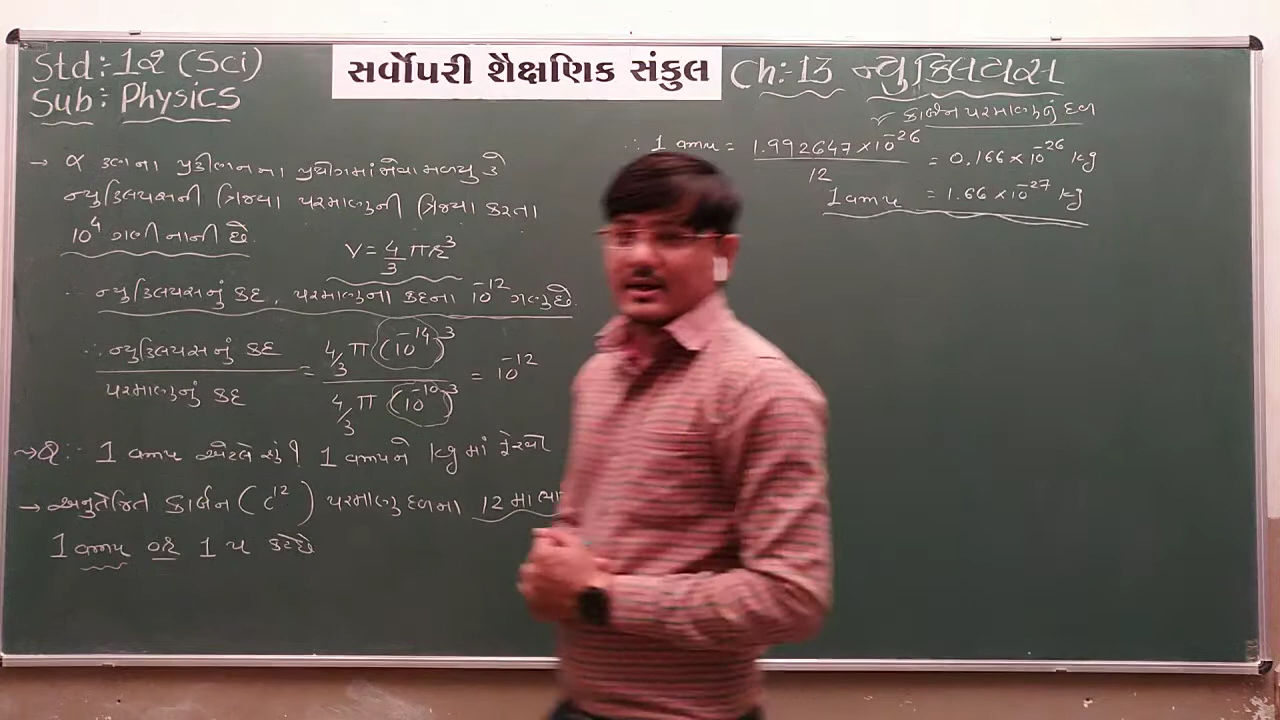 Std : 12 (Sci)
Sub : Physics
સર્વોપરી શૈક્ષણિક સંકુલ
Ch:- 13 ન્યુક્લિયસ
→ α કણના પ્રકીર્ણનના પ્રયોગમાં જોવા મળ્યુ કે
ન્યુક્લિયસની ત્રિજ્યા પરમાણુની ત્રિજ્યા કરતા
10⁴ ગણી નાની છે.
V = 4/3 πr³
ન્યુક્લિયસનું કદ, પરમાણુના કદના 10⁻¹² ગણુ છે.
∴ ન્યુક્લિયસનું કદ / પરમાણુનું કદ = 4/3 π (10⁻¹⁴)³ / 4/3 π (10⁻¹⁰)³ = 10⁻¹²
→ Q:- 1 amu એટલે શું? 1 amu ને kg માં ફેરવો
→ અનુતેજિત કાર્બન (C¹²) પરમાણુ દળના 12 મા
1 amu અથવા 1 u કહે છે
કાર્બન પરમાણુનું દળ
∴ 1 amu = 1.992647 × 10⁻²⁶ / 12 = 0.166 × 10⁻²⁶ kg
1 amu = 1.66 × 10⁻²⁷ kg